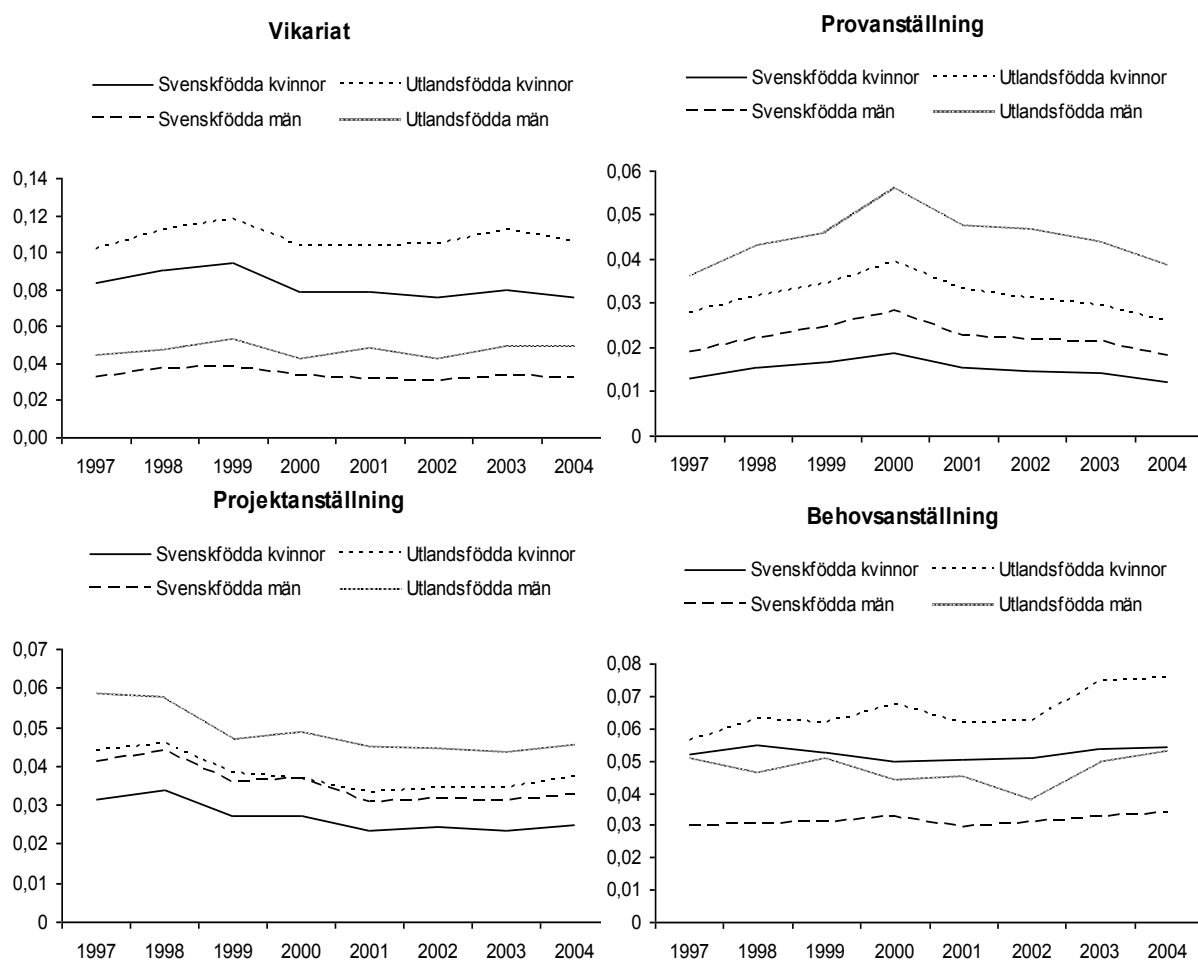 Vikariat
Svenskfödda kvinnor
Utlandsfödda kvinnor
Svenskfödda män
Utlandsfödda män
0,14
0,12
0,10
0,08
0,06
0,04
0,02
0,00
1997 1998 1999 2000 2001 2002 2003 2004
Provanställning
Svenskfödda kvinnor
Utlandsfödda kvinnor
Svenskfödda män
Utlandsfödda män
0,06
0,05
0,04
0,03
0,02
0,01
0
1997 1998 1999 2000 2001 2002 2003 2004
Projektanställning
Svenskfödda kvinnor
Utlandsfödda kvinnor
Svenskfödda män
Utlandsfödda män
0,07
0,06
0,05
0,04
0,03
0,02
0,01
0
1997 1998 1999 2000 2001 2002 2003 2004
Behovsanställning
Svenskfödda kvinnor
Utlandsfödda kvinnor
Svenskfödda män
Utlandsfödda män
0,08
0,07
0,06
0,05
0,04
0,03
0,02
0,01
0
1997 1998 1999 2000 2001 2002 2003 2004